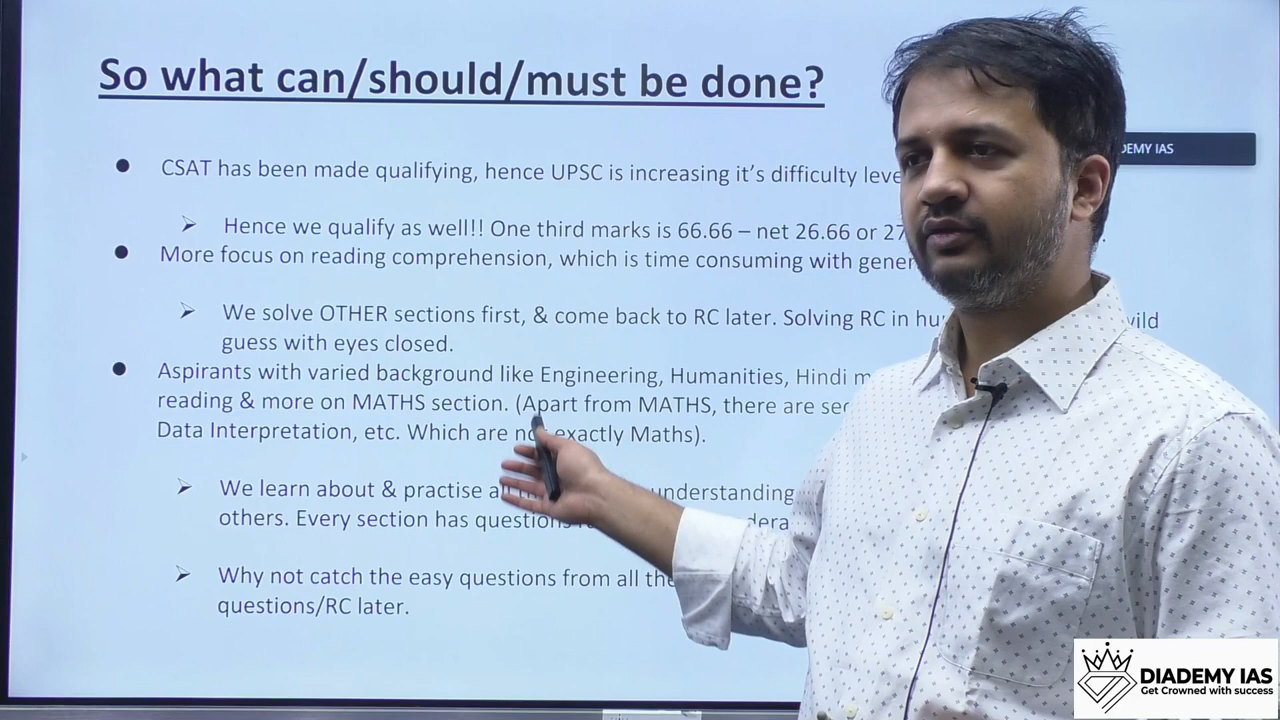 So what can/should/must be done?
DEMY IAS
● CSAT has been made qualifying, hence UPSC is increasing it's difficulty leve
➢ Hence we qualify as well!! One third marks is 66.66 – net 26.66 or 27
● More focus on reading comprehension, which is time consuming with gener
➢ We solve OTHER sections first, & come back to RC later. Solving RC in hu
guess with eyes closed.
● Aspirants with varied background like Engineering, Humanities, Hindi m
reading & more on MATHS section. (Apart from MATHS, there are sec
Data Interpretation, etc. Which are not exactly Maths).
➢ We learn about & practise a understanding
others. Every section has questions
➢ Why not catch the easy questions from all the
questions/RC later.
DIADEMY IAS
Get Crowned with success